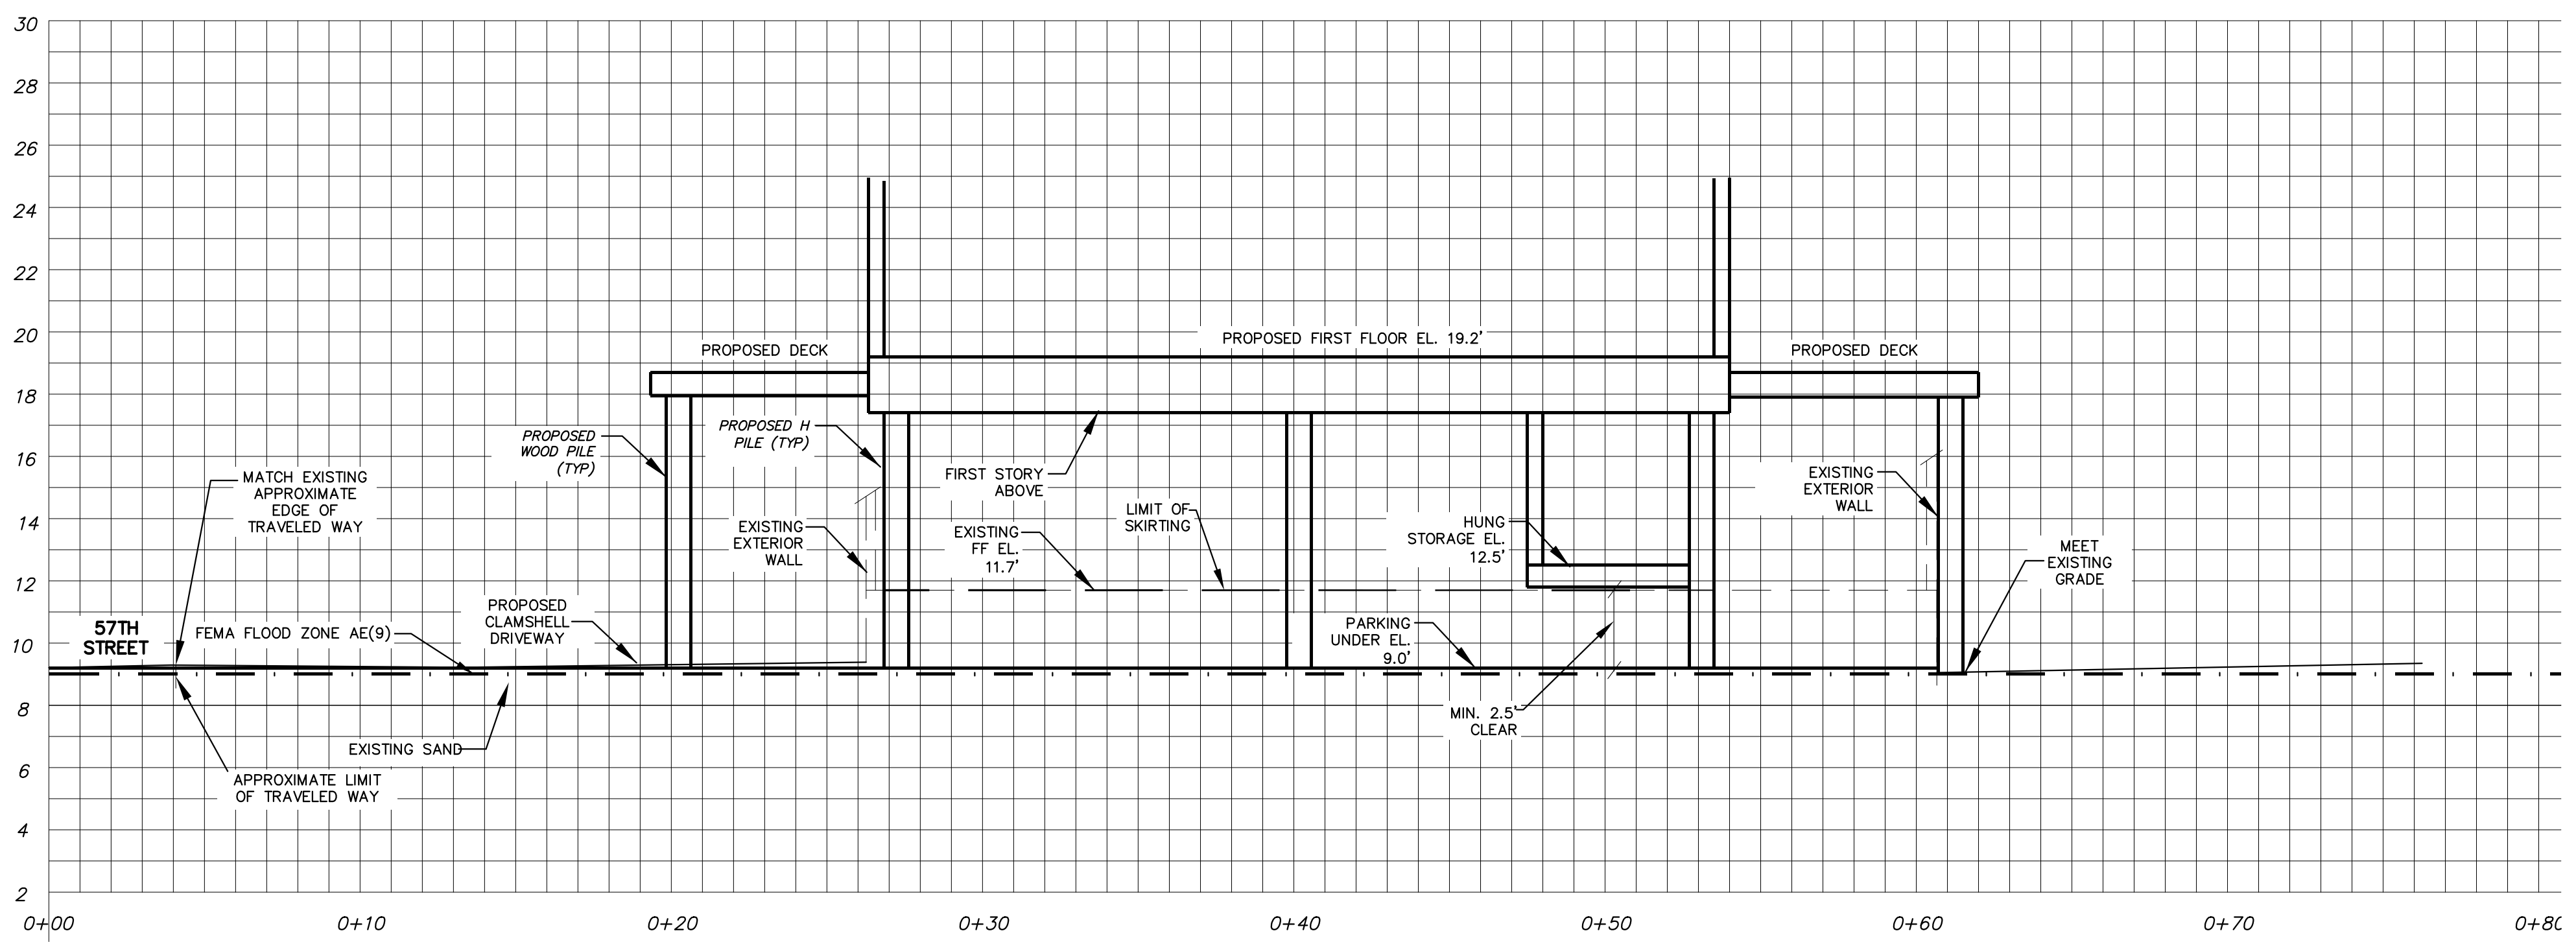 30
28
26
24
22
20
18
16
14
12
10
8
6
4
2
0+00
0+10
0+20
0+30
0+40
0+50
0+60
0+70
0+80
PROPOSED FIRST FLOOR EL. 19.2'
PROPOSED DECK
PROPOSED DECK
PROPOSED
WOOD PILE
(TYP)
PROPOSED H
PILE (TYP)
MATCH EXISTING
APPROXIMATE
EDGE OF
TRAVELED WAY
FIRST STORY
ABOVE
EXISTING
EXTERIOR
WALL
LIMIT OF
SKIRTING
EXISTING
FF EL.
11.7'
HUNG
STORAGE EL.
12.5'
EXISTING
EXTERIOR
WALL
MEET
EXISTING
GRADE
57TH
STREET
FEMA FLOOD ZONE AE(9)
PROPOSED
CLAMSHELL
DRIVEWAY
PARKING
UNDER EL.
9.0'
MIN. 2.5'
CLEAR
EXISTING SAND
APPROXIMATE LIMIT
OF TRAVELED WAY